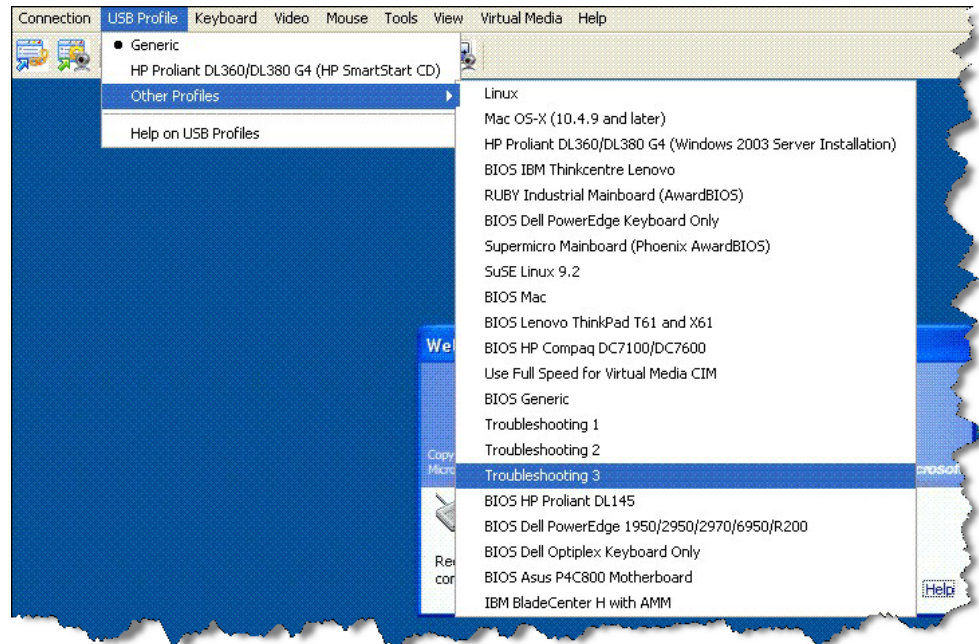 Connection USB Profile Keyboard Video Mouse Tools View Virtual Media Help
Generic
HP Proliant DL360/DL380 G4 (HP SmartStart CD)
Other Profiles
Help on USB Profiles
Linux
Mac OS-X (10.4.9 and later)
HP Proliant DL360/DL380 G4 (Windows 2003 Server Installation)
BIOS IBM Thinkcentre Lenovo
RUBY Industrial Mainboard (AwardBIOS)
BIOS Dell PowerEdge Keyboard Only
Supermicro Mainboard (Phoenix AwardBIOS)
SuSE Linux 9.2
BIOS Mac
BIOS Lenovo ThinkPad T61 and X61
BIOS HP Compaq DC7100/DC7600
Use Full Speed for Virtual Media CIM
BIOS Generic
Troubleshooting 1
Troubleshooting 2
Troubleshooting 3
BIOS HP Proliant DL145
BIOS Dell PowerEdge 1950/2950/2970/6950/R200
BIOS Dell Optiplex Keyboard Only
BIOS Asus P4C800 Motherboard
IBM BladeCenter H with AMM
Wel
Copy
Micro
crosoft
Re
cor
Help